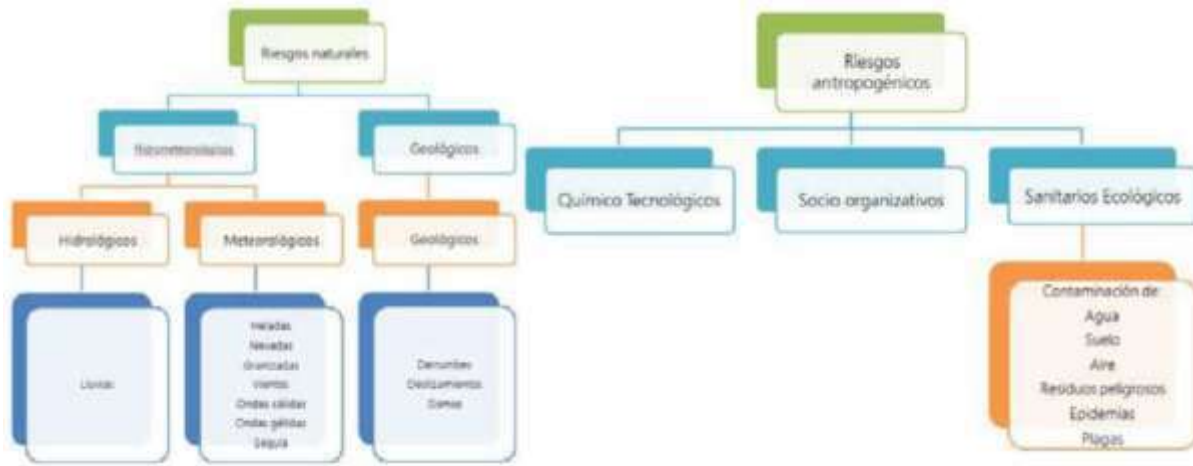 Riesgos naturales
Geológicos
Hidrológicos
Meteorológicos
Geológicos
Lluvias
Heladas
Nevadas
Granizadas
Vientos
Ondas cálidas
Ondas gélidas
Sequía
Derrumbes
Deslizamientos
Sismos
Riesgos
antropogénicos
Químico Tecnológicos
Socio organizativos
Sanitarios Ecológicos
Contaminación de:
Agua
Suelo
Aire
Residuos peligrosos
Epidemias
Plagas